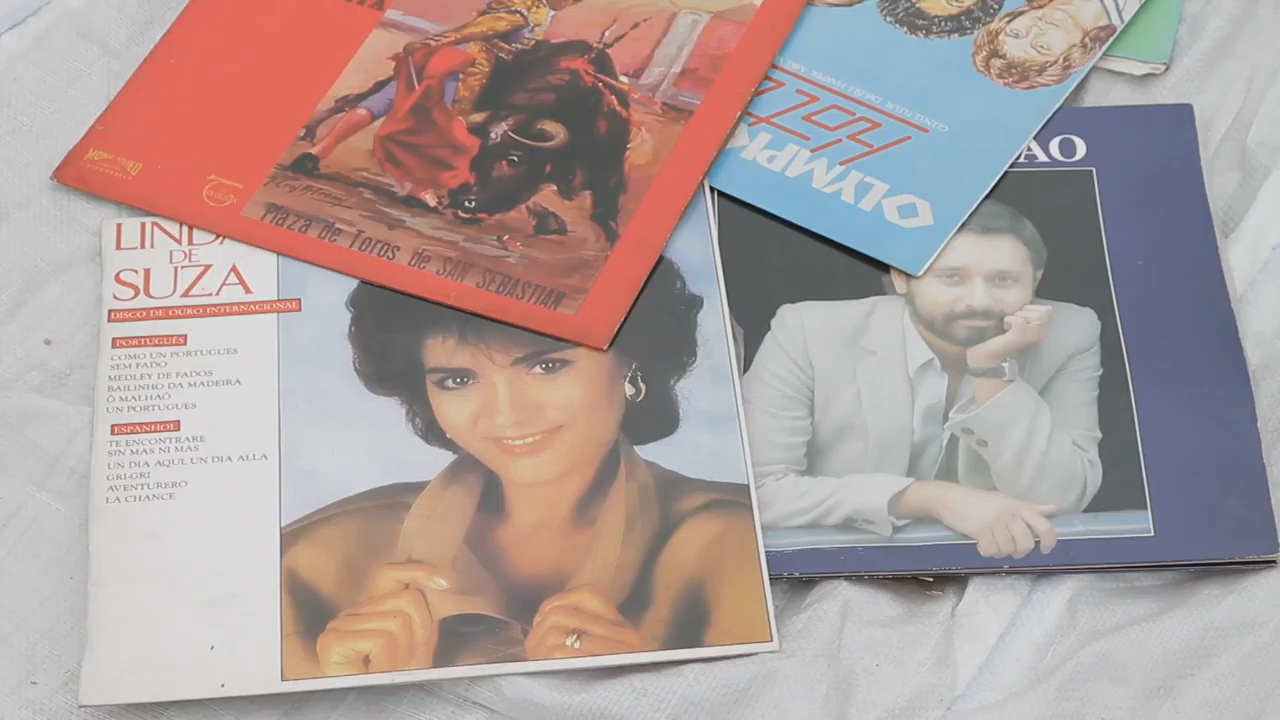 Plaza de Toros de SAN SEBASTIAN
OLYMPIC
AO
LINDA
DE
SUZA
DISCO DE OURO INTERNACIONAL
PORTUGUÊS
COMO UN PORTUGUES
SEM FADO
MEDLEY DE FADOS
BAILINHO DA MADEIRA
Ô MALHAÕ
UN PORTUGUES
ESPANHOL
TE ENCONTRARE
SIN MAS NI MAS
UN DIA AQUI, UN DIA ALLA
GRI-GRI
AVENTURERO
LA CHANCE